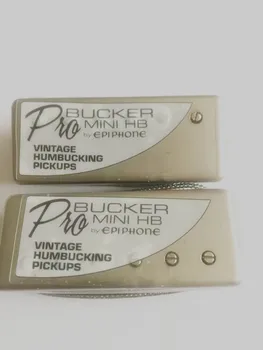 Pro BUCKER
MINI HB
by EPIPHONE
VINTAGE
HUMBUCKING
PICKUPS
Pro BUCKER
MINI HB
by EPIPHONE
VINTAGE
HUMBUCKING
PICKUPS